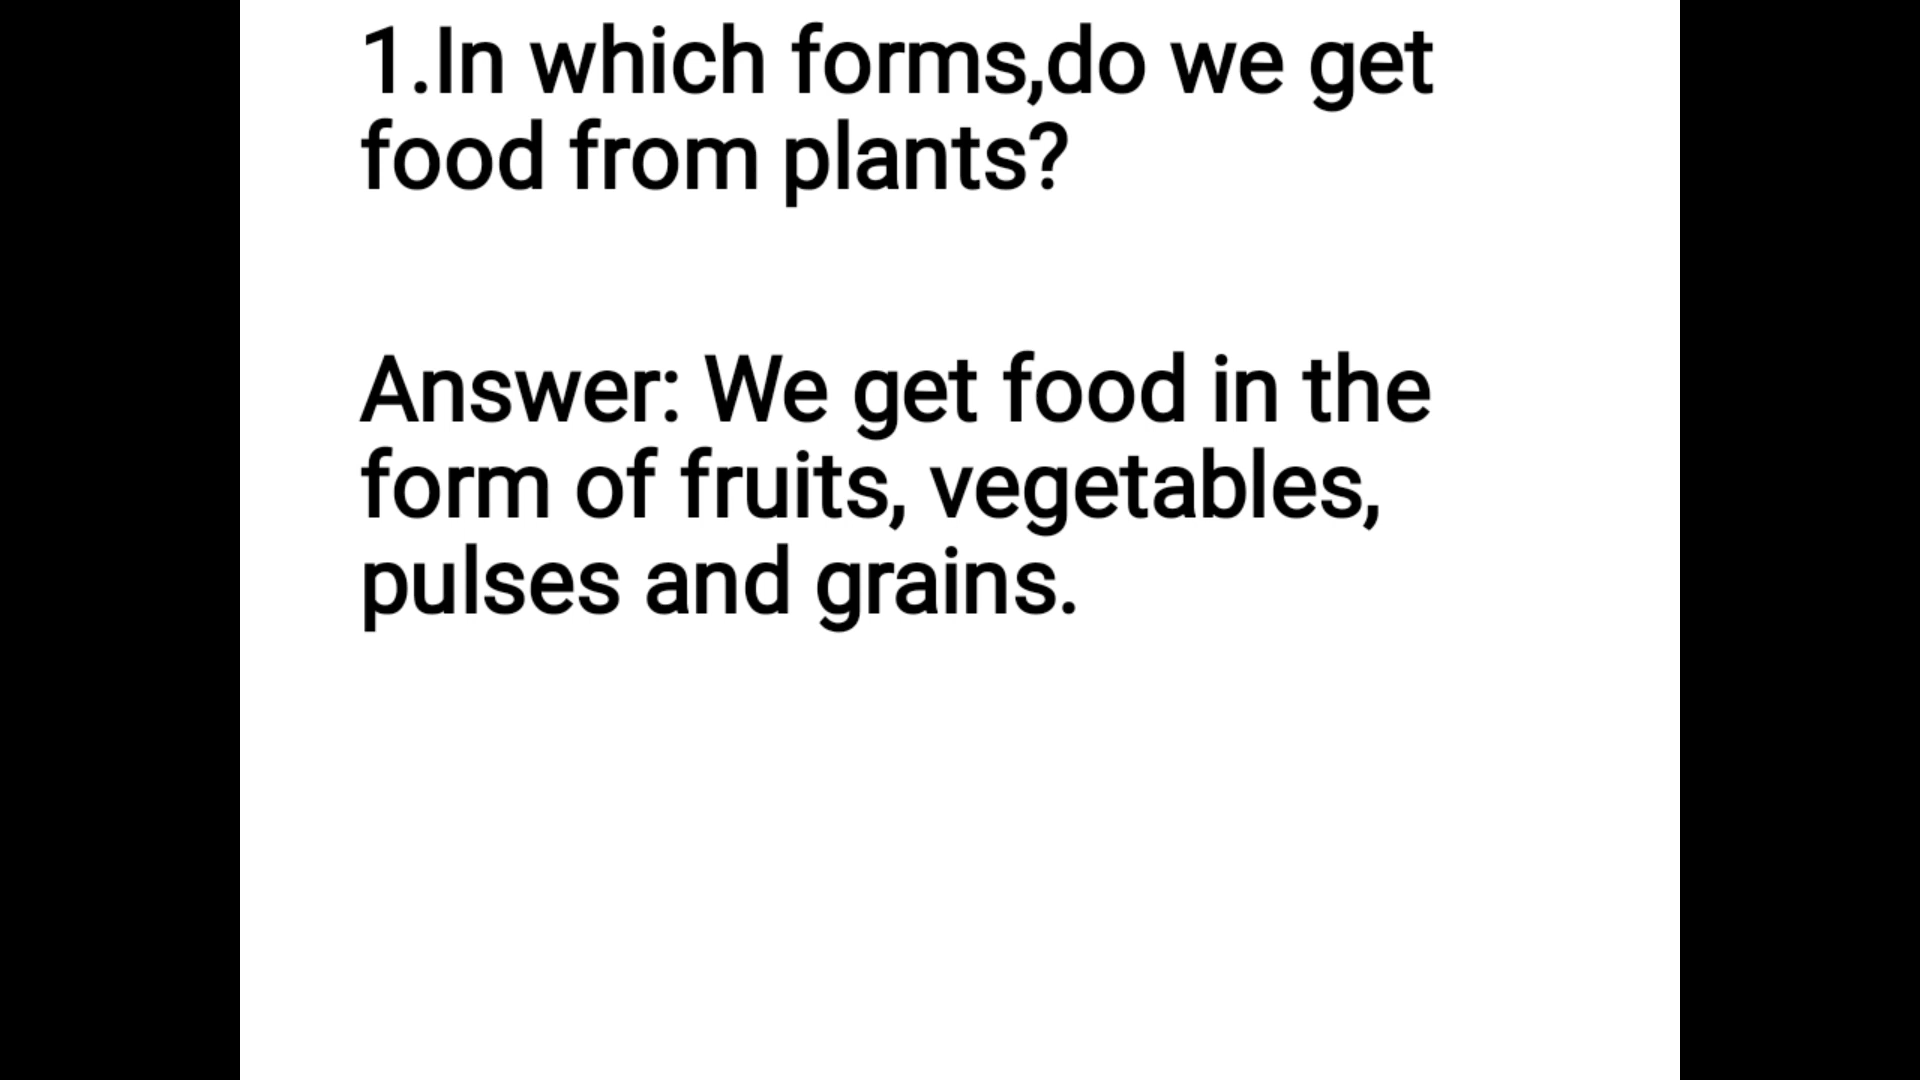 1.In which forms,do we get
food from plants?
Answer: We get food in the
form of fruits, vegetables,
pulses and grains.